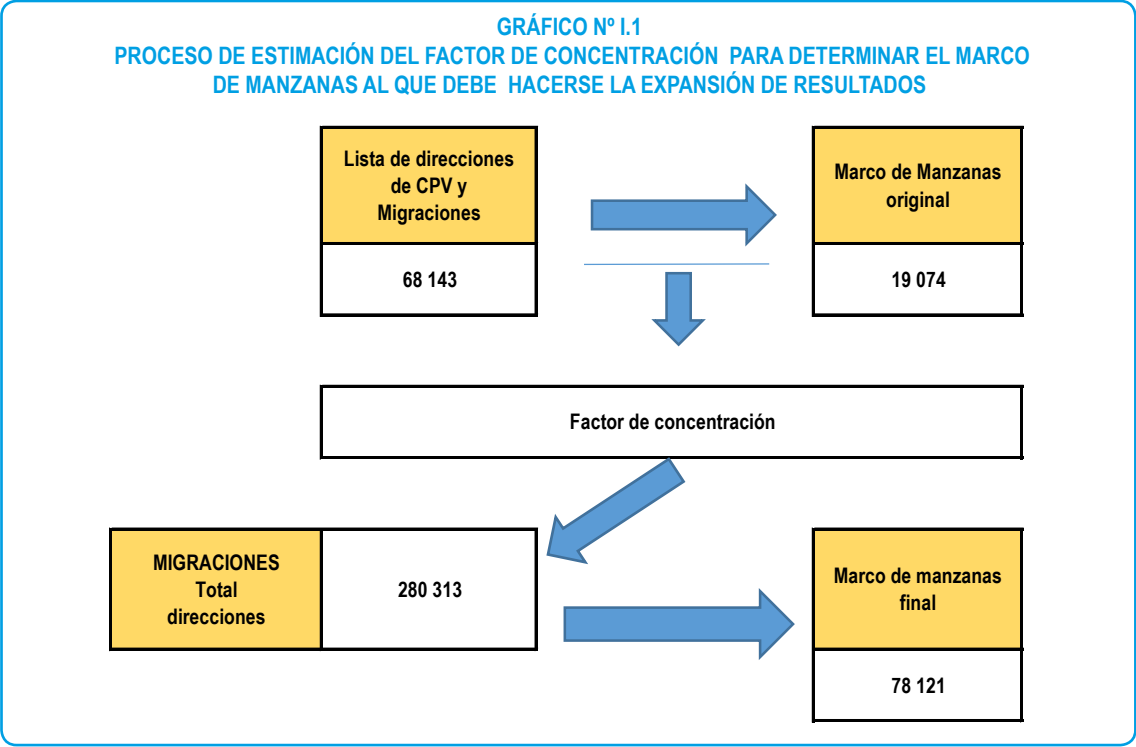 GRÁFICO Nº I.1
PROCESO DE ESTIMACIÓN DEL FACTOR DE CONCENTRACIÓN PARA DETERMINAR EL MARCO
DE MANZANAS AL QUE DEBE HACERSE LA EXPANSIÓN DE RESULTADOS
Lista de direcciones
de CPV y
Migraciones
68 143
Marco de Manzanas
original
19 074
Factor de concentración
MIGRACIONES
Total
direcciones
280 313
Marco de manzanas
final
78 121